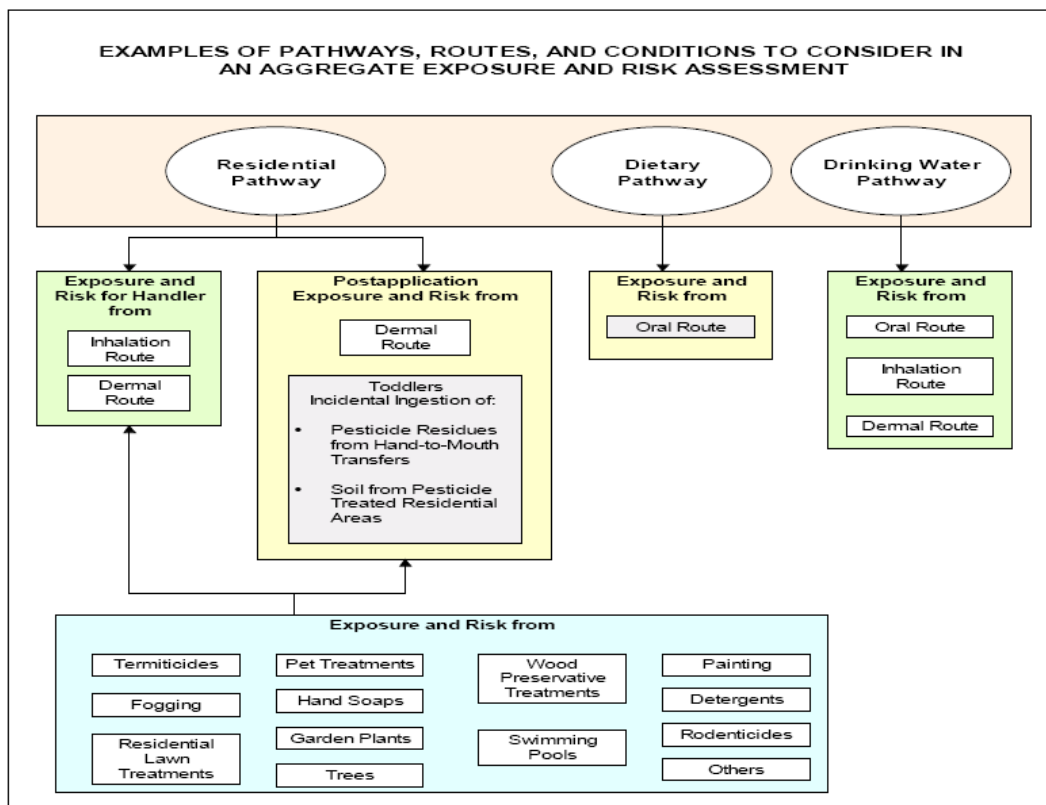 EXAMPLES OF PATHWAYS, ROUTES, AND CONDITIONS TO CONSIDER IN
AN AGGREGATE EXPOSURE AND RISK ASSESSMENT
Residential
Pathway
Dietary
Pathway
Drinking Water
Pathway
Exposure and
Risk for Handler
from
Inhalation
Route
Dermal
Route
Postapplication
Exposure and Risk from
Dermal
Route
Toddlers
Incidental Ingestion of:
• Pesticide Residues
from Hand-to-Mouth
Transfers
• Soil from Pesticide
Treated Residential
Areas
Exposure and
Risk from
Oral Route
Exposure and
Risk from
Oral Route
Inhalation
Route
Dermal Route
Exposure and Risk from
Termiticides
Fogging
Residential
Lawn
Treatments
Pet Treatments
Hand Soaps
Garden Plants
Trees
Wood
Preservative
Treatments
Swimming
Pools
Painting
Detergents
Rodenticides
Others